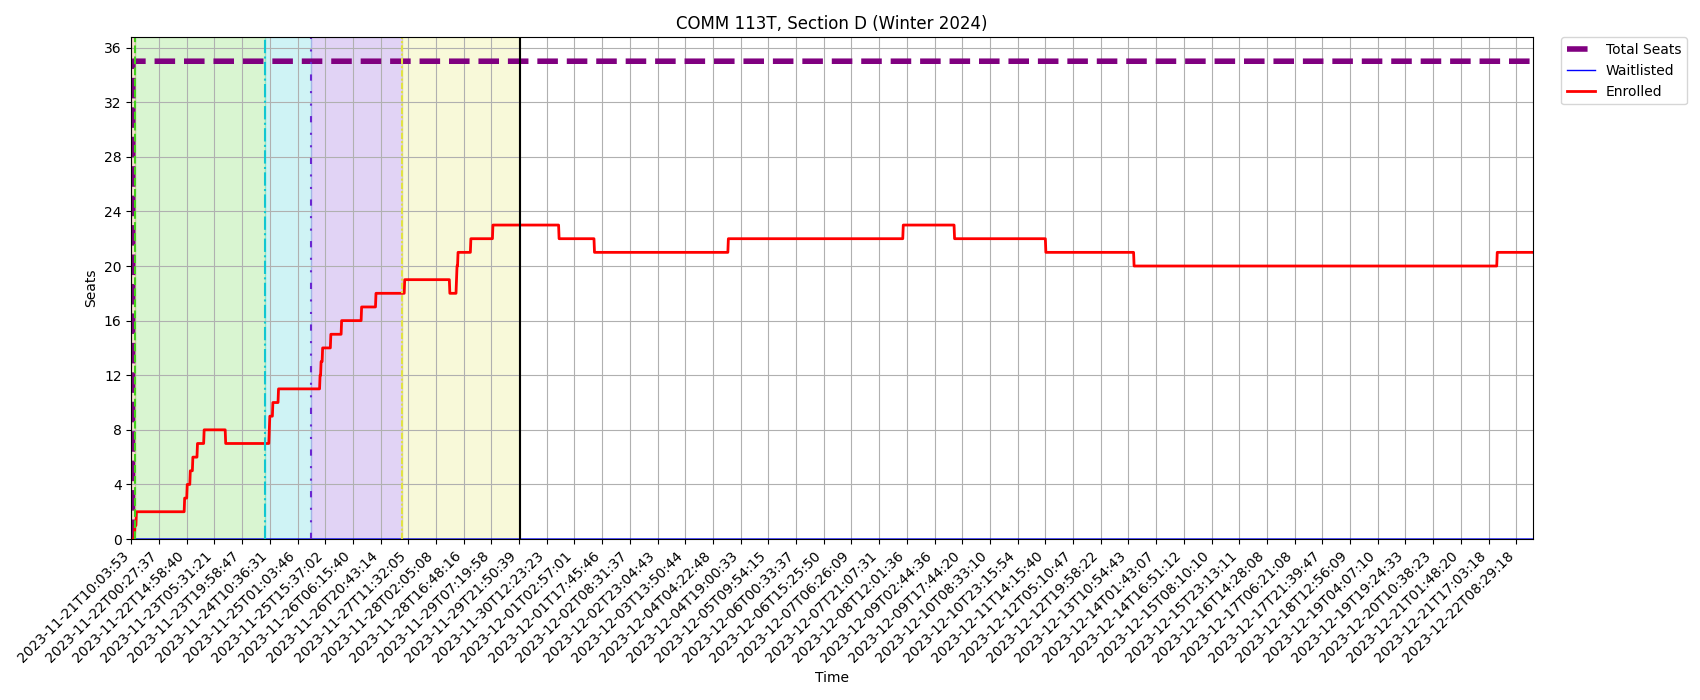 COMM 113T, Section D (Winter 2024)
Total Seats
Waitlisted
Enrolled
Seats
36
32
28
24
20
16
12
8
4
0
2023-11-21T10:03:53
2023-11-22T00:27:37
2023-11-22T14:58:40
2023-11-23T05:31:21
2023-11-23T19:58:47
2023-11-24T10:36:31
2023-11-25T01:03:46
2023-11-25T15:37:02
2023-11-26T06:15:40
2023-11-26T20:43:14
2023-11-27T11:32:05
2023-11-28T02:05:08
2023-11-28T16:48:16
2023-11-29T07:19:58
2023-11-29T21:50:39
2023-11-30T12:23:23
2023-12-01T02:57:01
2023-12-01T17:45:46
2023-12-02T08:31:37
2023-12-02T23:04:43
2023-12-03T13:50:44
2023-12-04T04:22:48
2023-12-04T19:00:33
2023-12-05T09:54:15
2023-12-06T00:33:37
2023-12-06T15:25:50
2023-12-07T06:26:09
2023-12-07T21:07:31
2023-12-08T12:01:36
2023-12-09T02:44:36
2023-12-09T17:44:20
2023-12-10T08:33:10
2023-12-10T23:15:54
2023-12-11T14:15:40
2023-12-12T05:10:47
2023-12-12T19:58:22
2023-12-13T10:54:43
2023-12-14T01:43:07
2023-12-14T16:51:12
2023-12-15T08:10:10
2023-12-15T23:13:11
2023-12-16T14:28:08
2023-12-17T06:21:08
2023-12-17T21:39:47
2023-12-18T12:56:09
2023-12-19T04:07:10
2023-12-19T19:24:33
2023-12-20T10:38:23
2023-12-21T01:48:20
2023-12-21T17:03:18
2023-12-22T08:29:18
Time